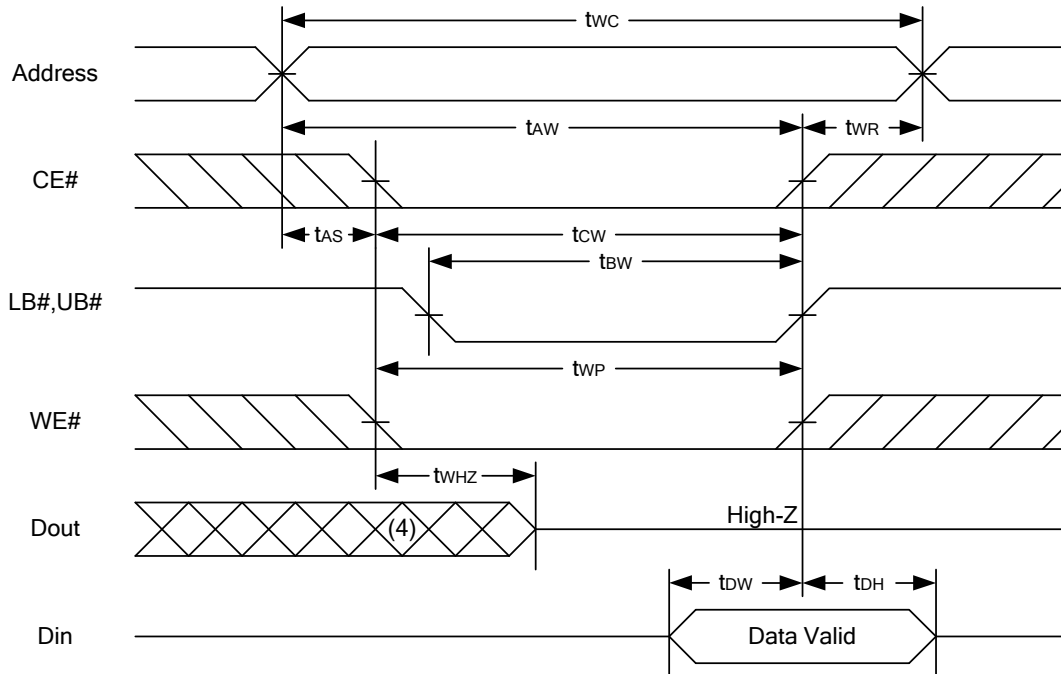 tWC
Address
tAW tWR
CE#
tAS tCW
tBW
LB#,UB#
tWP
WE#
tWHZ
Dout (4) High-Z
tDW tDH
Din Data Valid